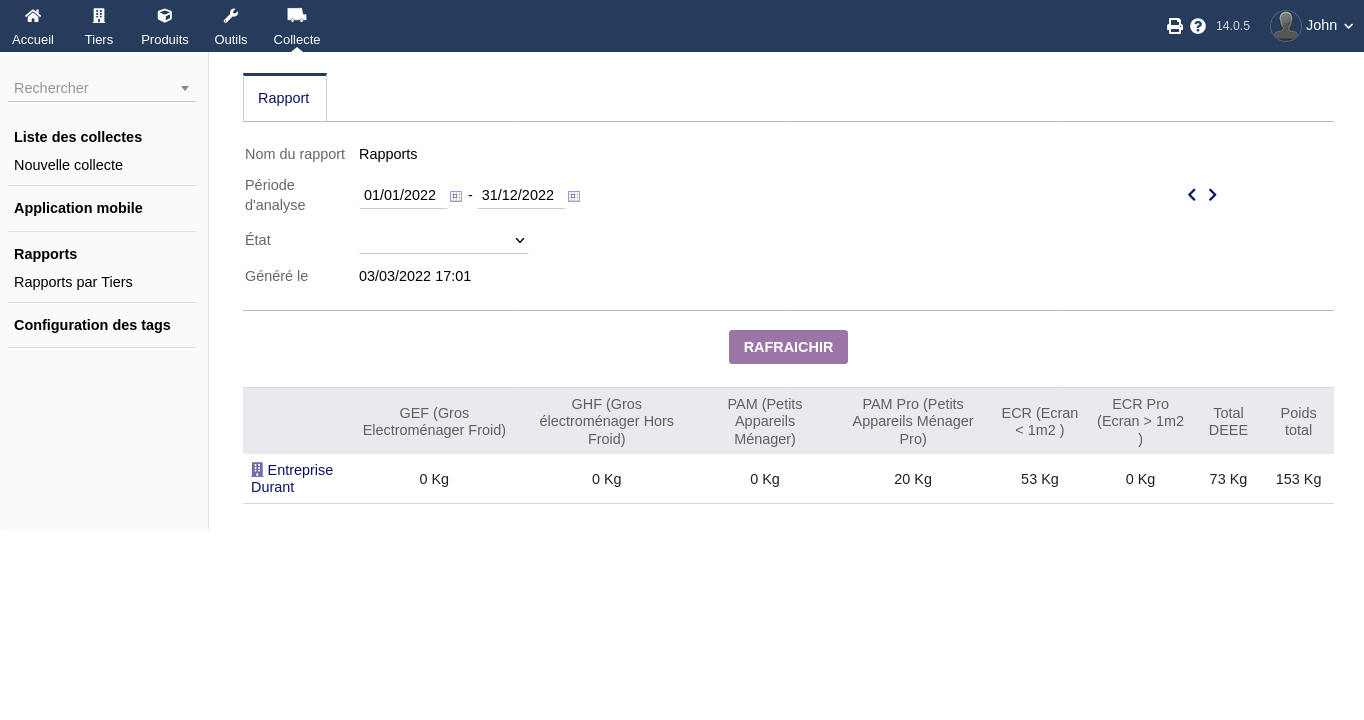 Accueil Tiers Produits Outils Collecte 14.0.5 John
Rechercher
Liste des collectes
Nouvelle collecte
Application mobile
Rapports
Rapports par Tiers
Configuration des tags
Rapport
Nom du rapport Rapports
Période
d'analyse 01/01/2022 - 31/12/2022
État
Généré le 03/03/2022 17:01
RAFRAICHIR
GEF (Gros
Electroménager Froid)
GHF (Gros
électroménager Hors
Froid)
PAM (Petits
Appareils
Ménager)
PAM Pro (Petits
Appareils Ménager
Pro)
ECR (Ecran
< 1m2 )
ECR Pro
(Ecran > 1m2
)
Total
DEEE
Poids
total
Entreprise
Durant
0 Kg 0 Kg 0 Kg 20 Kg 53 Kg 0 Kg 73 Kg 153 Kg